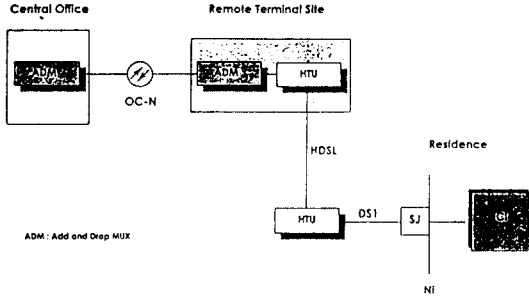 Central Office
Remote Terminal Site
ADM
ADM
HTU
OC-N
HDSL
Residence
HTU
DS1
SJ
CI
ADM : Add and Drop MUX
NI